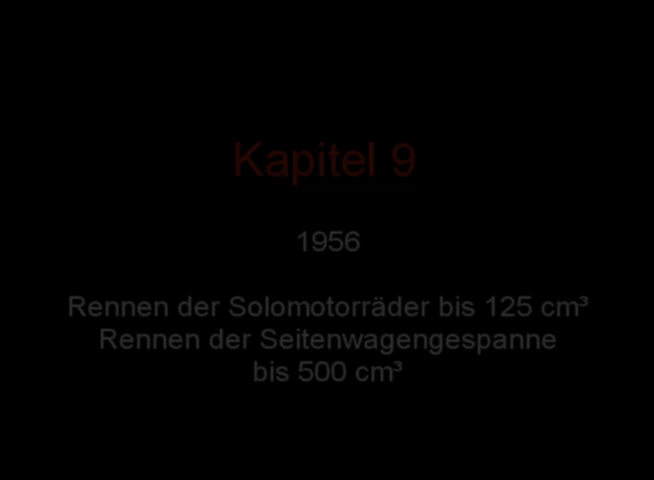 Kapitel 9
1956
Rennen der Solomotorräder bis 125 cm³
Rennen der Seitenwagengespanne
bis 500 cm³